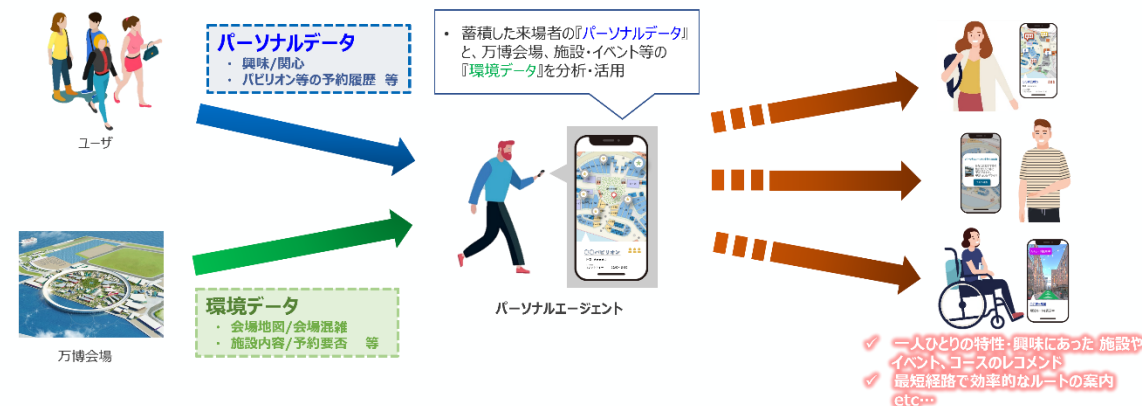 パーソナルデータ
・ 興味/関心
・ パビリオン等の予約履歴 等
ユーザ
• 蓄積した来場者の『パーソナルデータ』
と、万博会場、施設・イベント等の
『環境データ』を分析・活用
〇〇パビリオン
パーソナルエージェント
環境データ
・ 会場地図/会場混雑
・ 施設内容/予約要否 等
万博会場
✓ 一人ひとりの特性・興味にあった 施設や
イベント、コースのレコメンド
✓ 最短経路で効率的なルートの案内
etc…